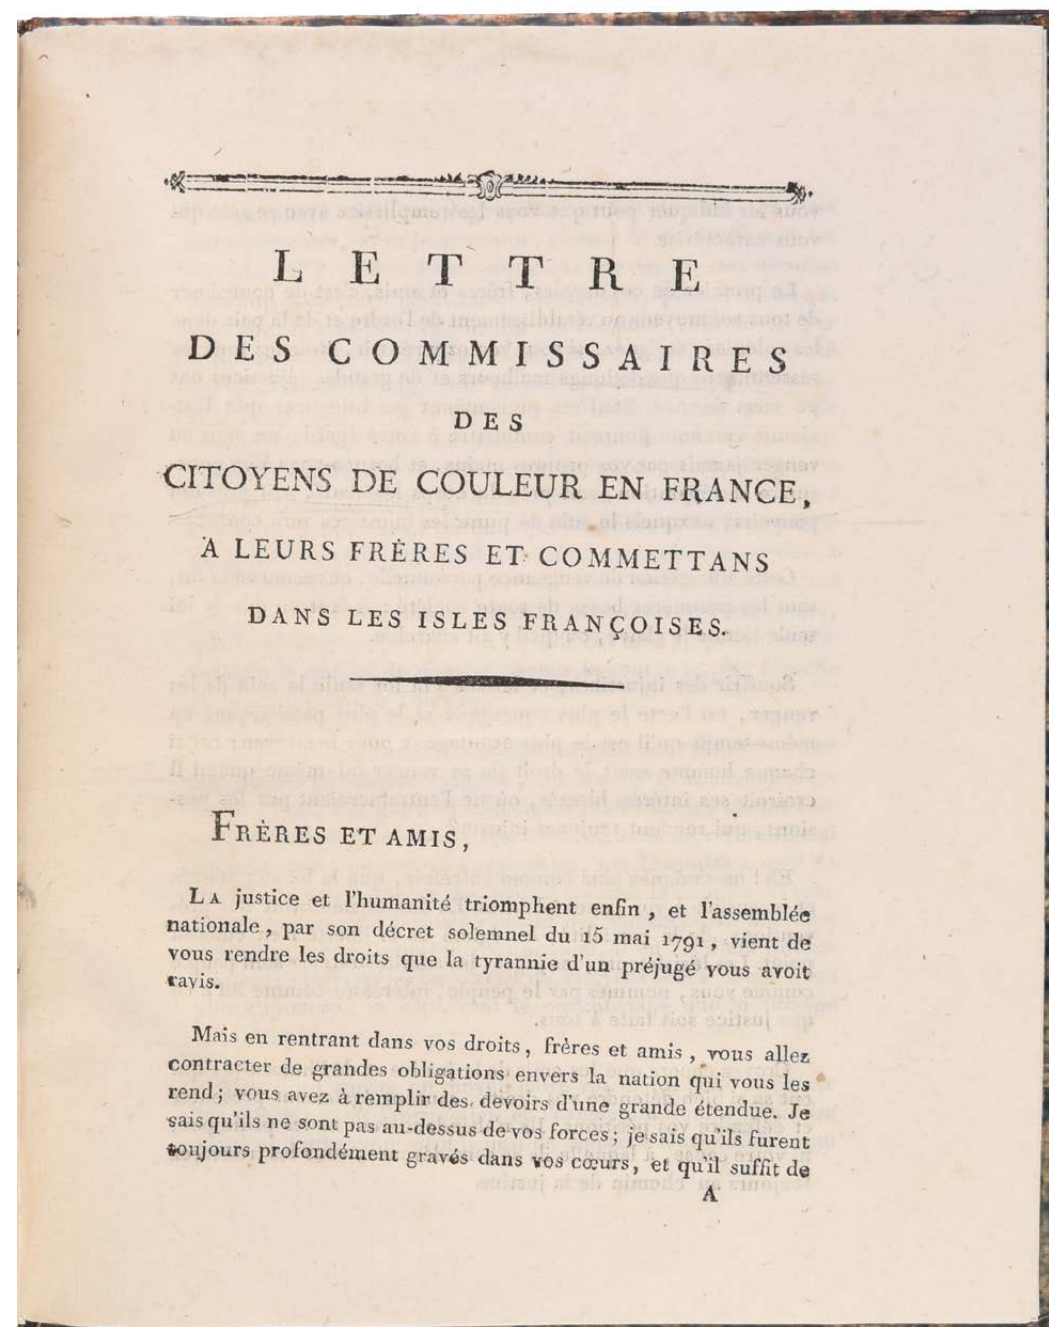 LETTRE
DES COMMISSAIRES
DES
CITOYENS DE COULEUR EN FRANCE,
A LEURS FRÈRES ET COMMETTANS
DANS LES ISLES FRANÇOISES.
FRÈRES ET AMIS,
LA justice et l'humanité triomphent enfin, et l'assemblée
nationale, par son décret solemnel du 15 mai 1791, vient de
vous rendre les droits que la tyrannie d'un préjugé vous avoit
ravis.
Mais en rentrant dans vos droits, frères et amis, vous allez
contracter de grandes obligations envers la nation qui vous les
rend; vous avez à remplir des devoirs d'une grande étendue. Je
sais qu'ils ne sont pas au-dessus de vos forces; je sais qu'ils furent
toujours profondément gravés dans vos cœurs, et qu'il suffit de
A